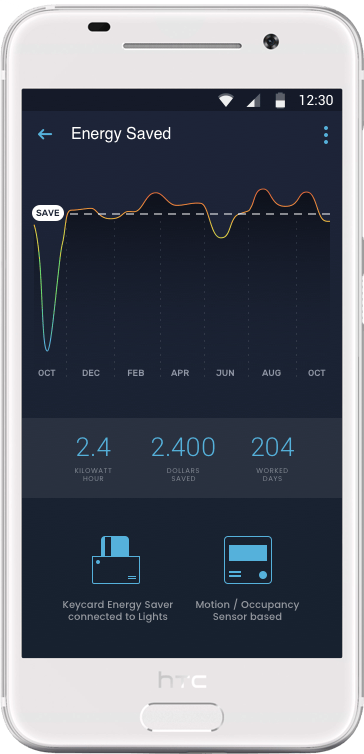 12:30
Energy Saved
SAVE
OCT DEC FEB APR JUN AUG OCT
2.4 2.400 204
KILOWATT HOUR
DOLLARS SAVED
WORKED DAYS
Keycard Energy Saver
connected to Lights
Motion / Occupancy
Sensor based
hTC